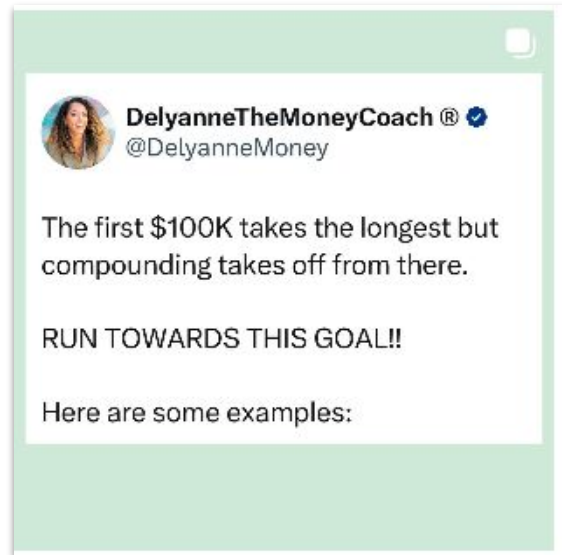 DelyanneTheMoneyCoach ®
@DelyanneMoney
The first $100K takes the longest but
compounding takes off from there.
RUN TOWARDS THIS GOAL!!
Here are some examples: